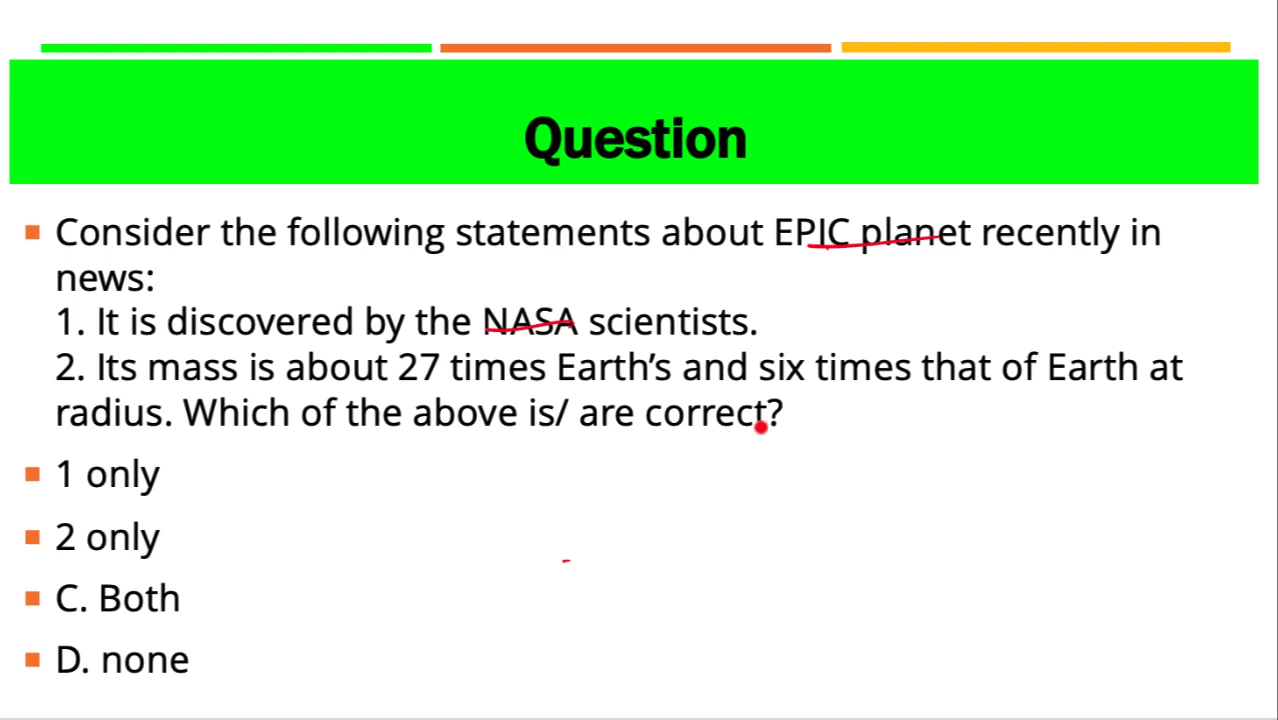 Question
Consider the following statements about EPIC planet recently in
news:
1. It is discovered by the NASA scientists.
2. Its mass is about 27 times Earth’s and six times that of Earth at
radius. Which of the above is/ are correct?
1 only
2 only
C. Both
D. none